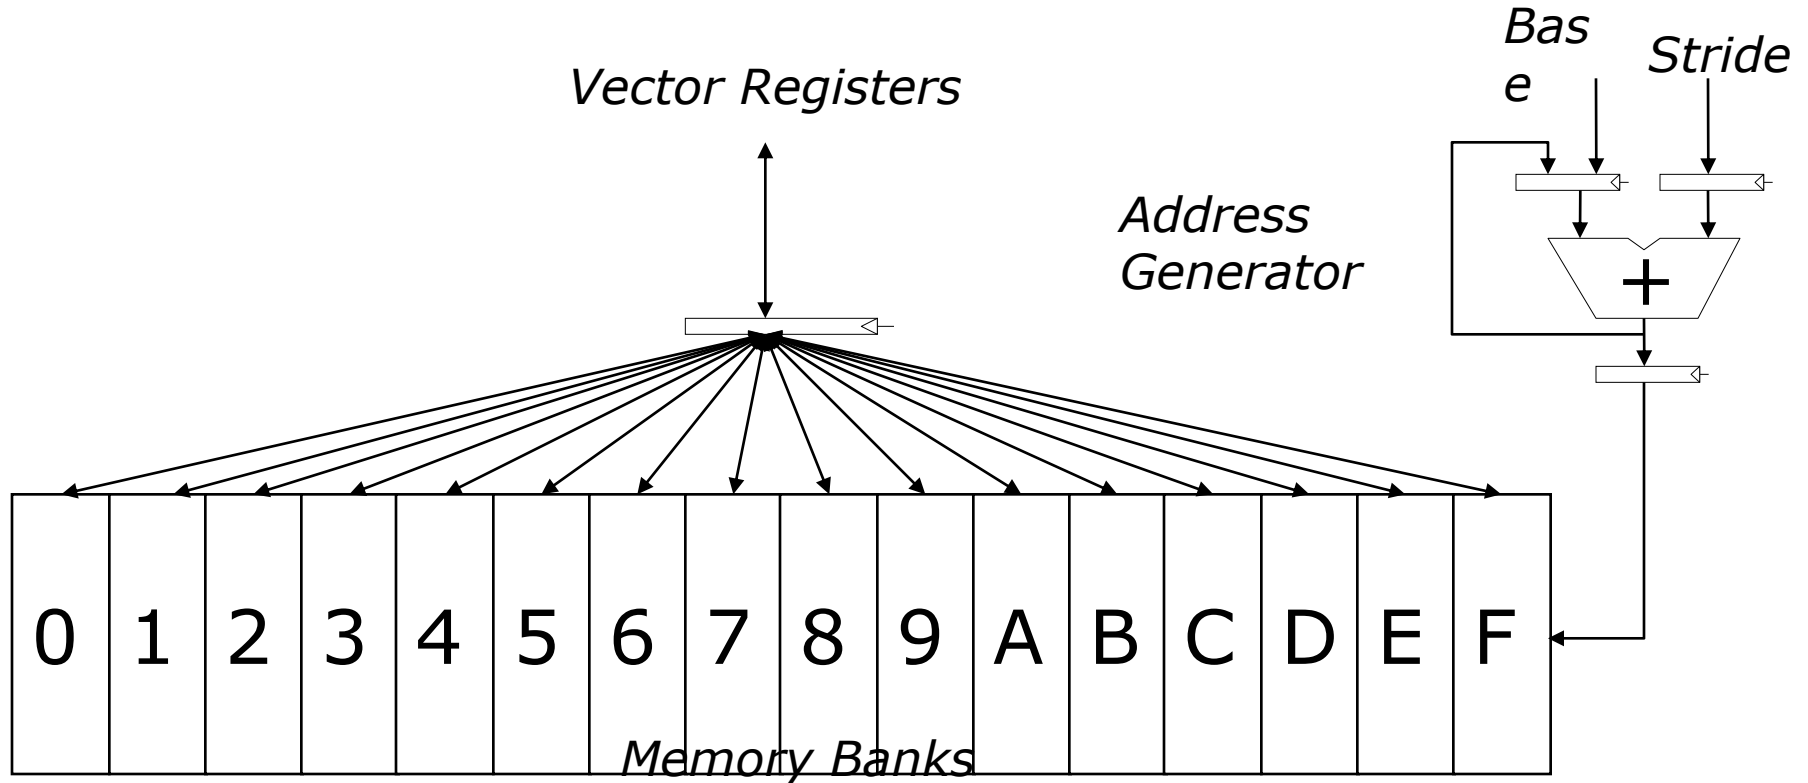 Bas
e
Stride
Vector Registers
Address
Generator
+
0 1 2 3 4 5 6 7 8 9 A B C D E F
Memory Banks